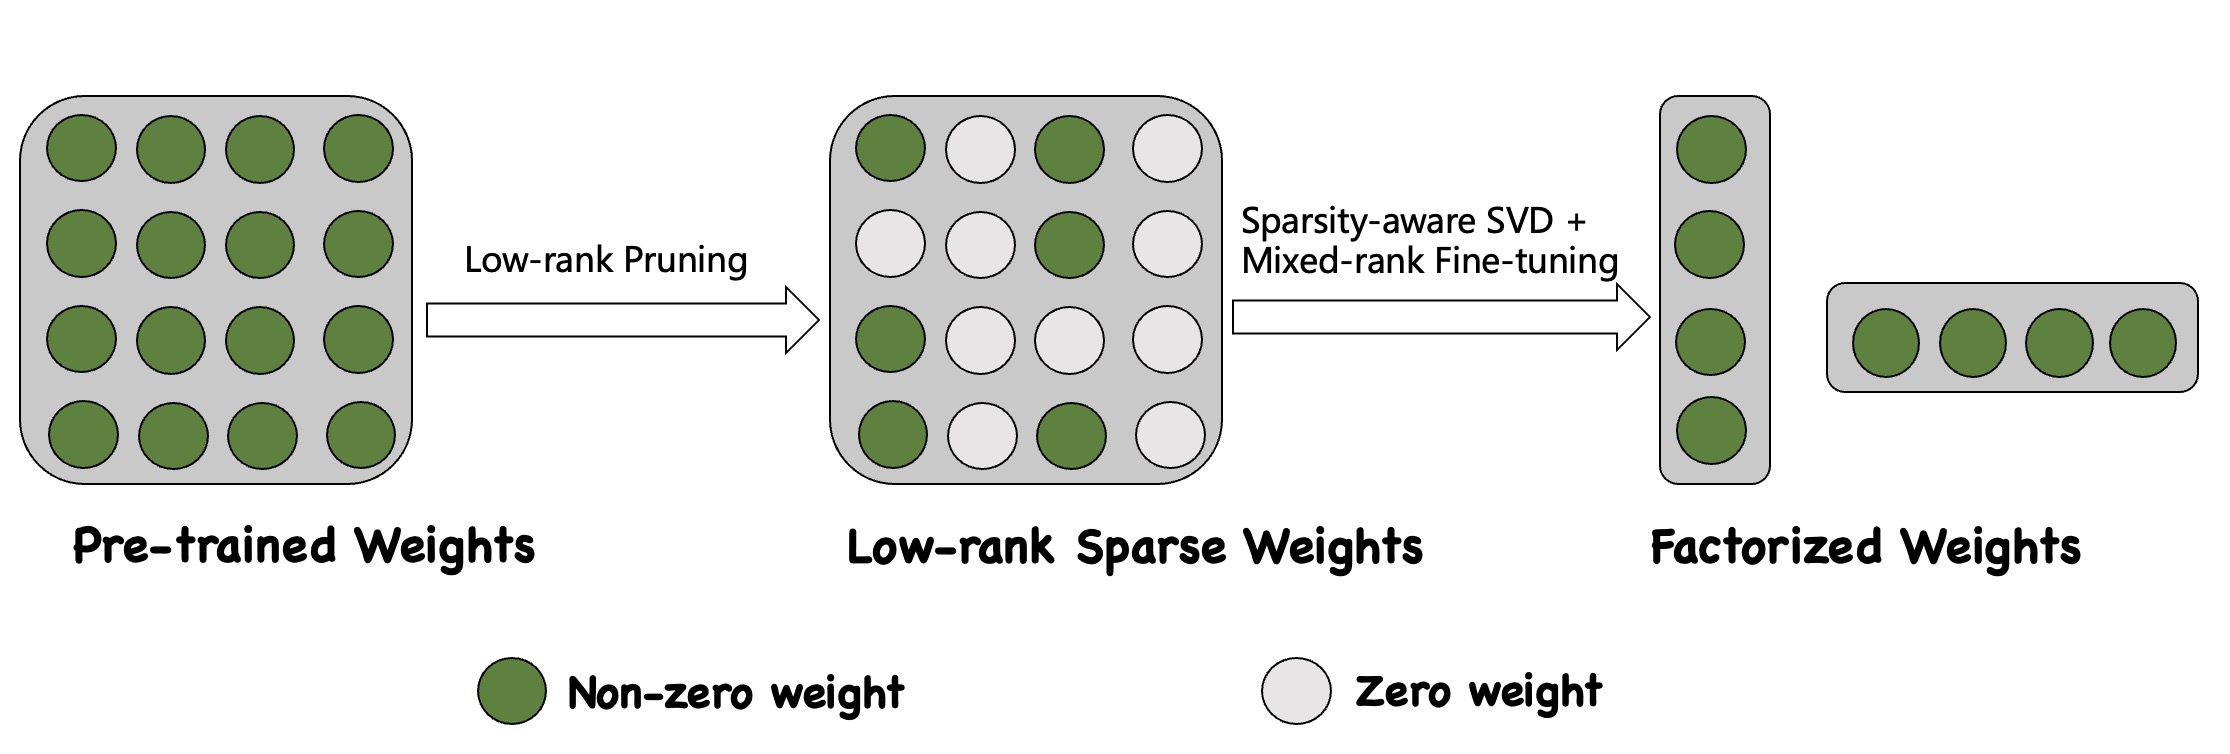 Low-rank Pruning
Sparsity-aware SVD +
Mixed-rank Fine-tuning
Pre-trained Weights
Low-rank Sparse Weights
Factorized Weights
Non-zero weight
Zero weight